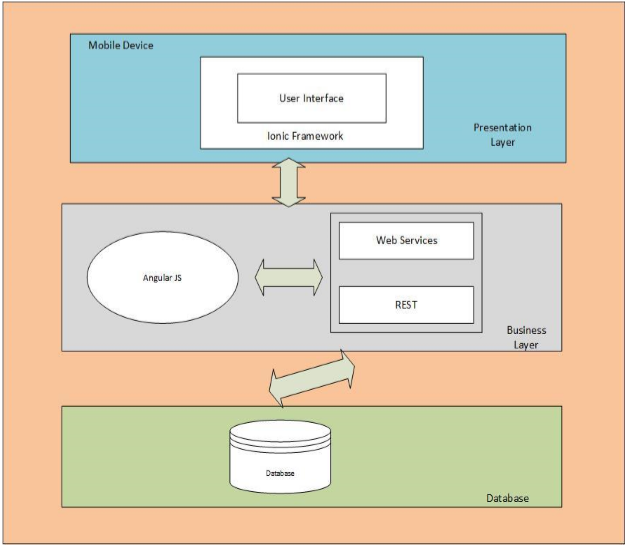 Mobile Device
User Interface
Ionic Framework
Presentation
Layer
Web Services
Angular JS
REST
Business
Layer
Database
Database